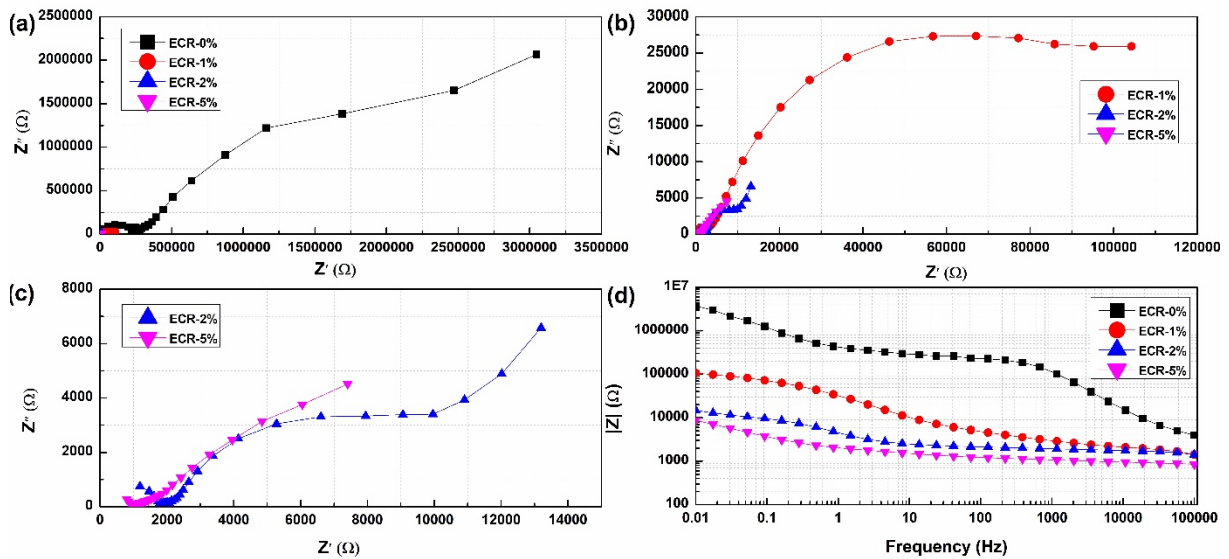 (a)
2500000
2000000
1500000
1000000
500000
0
Z″ (Ω)
ECR-0%
ECR-1%
ECR-2%
ECR-5%
0 500000 1000000 1500000 2000000 2500000 3000000 3500000
Z′ (Ω)
(b)
30000
25000
20000
15000
10000
5000
0
Z″ (Ω)
ECR-1%
ECR-2%
ECR-5%
0 20000 40000 60000 80000 100000 120000
Z′ (Ω)
(c)
8000
6000
4000
2000
0
Z″ (Ω)
ECR-2%
ECR-5%
0 2000 4000 6000 8000 10000 12000 14000
Z′ (Ω)
(d)
1E7
1000000
100000
10000
1000
100
|Z| (Ω)
ECR-0%
ECR-1%
ECR-2%
ECR-5%
0.01 0.1 1 10 100 1000 10000 100000
Frequency (Hz)